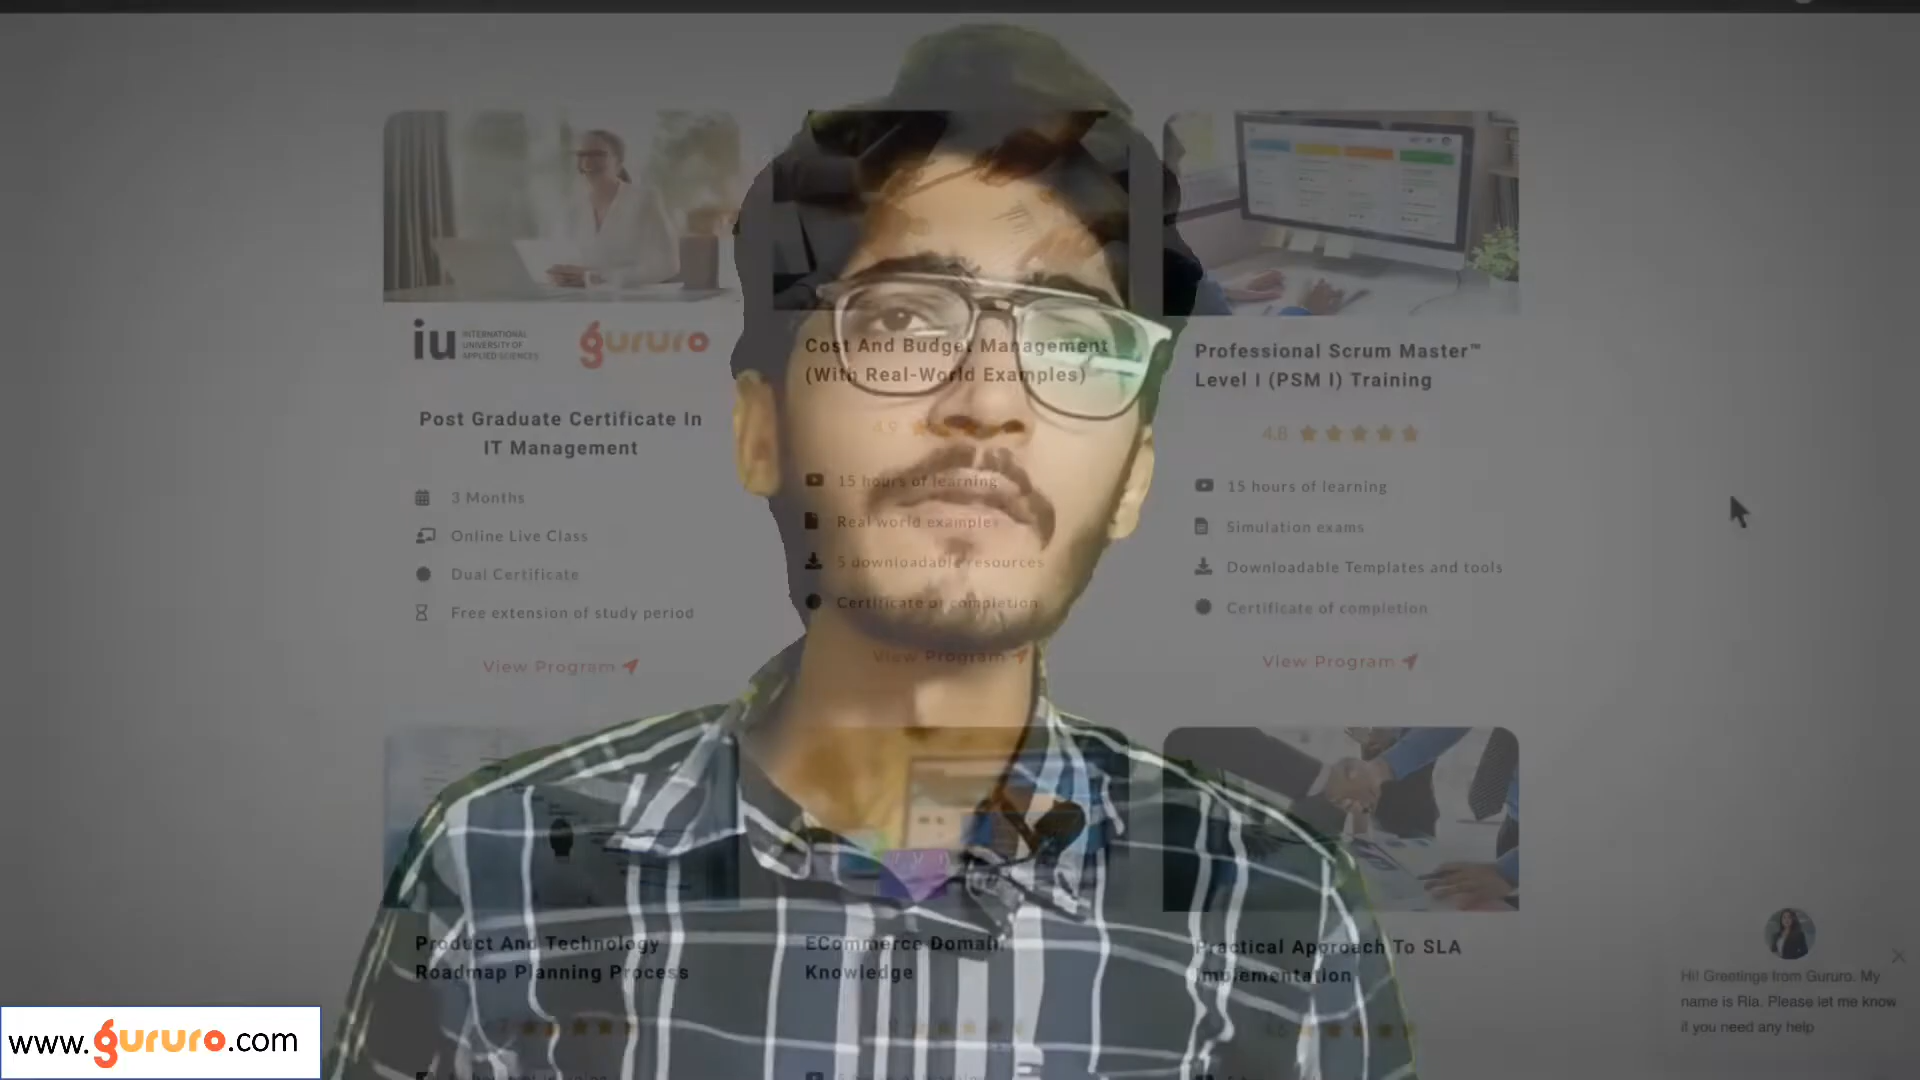 iu INTERNATIONAL
UNIVERSITY OF
APPLIED SCIENCES
gururo
Post Graduate Certificate In
IT Management
3 Months
Online Live Class
Dual Certificate
Free extension of study period
View Program
Cost And Budget Management
(With Real-World Examples)
4.9
15 hours of learning
Real world examples
5 downloadable resources
Certificate of completion
View Program
Professional Scrum Master™
Level I (PSM I) Training
4.8
15 hours of learning
Simulation exams
Downloadable Templates and tools
Certificate of completion
View Program
Product And Technology
Roadmap Planning Process
ECommerce Domain
Knowledge
Practical Approach To SLA
Implementation
4.6
Hi! Greetings from Gururo. My
name is Ria. Please let me know
if you need any help
www.gururo.com